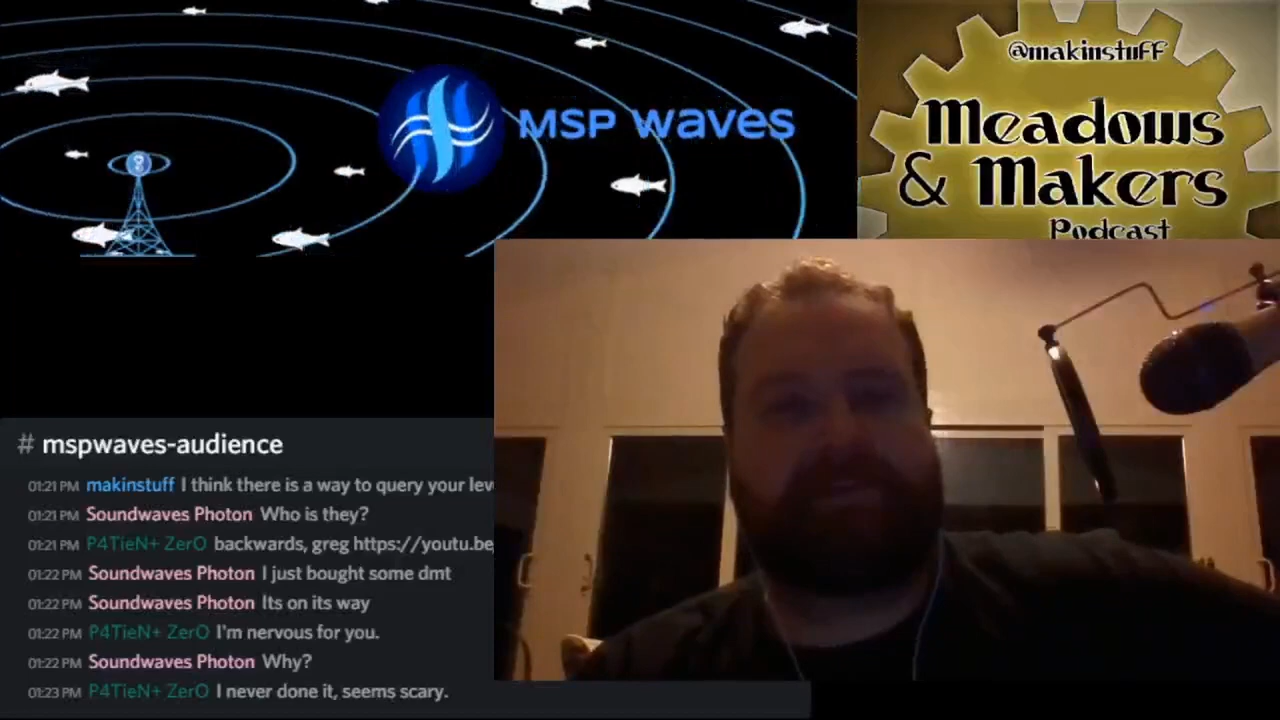 MSP waves
@makinstuff
Meadows
& Makers
Podcast
# mspwaves-audience
01:21 PM makinstuff I think there is a way to query your lev
01:21 PM Soundwaves Photon Who is they?
01:21 PM P4TieN+ ZerO backwards, greg https://youtu.be
01:22 PM Soundwaves Photon I just bought some dmt
01:22 PM Soundwaves Photon Its on its way
01:22 PM P4TieN+ ZerO I'm nervous for you.
01:22 PM Soundwaves Photon Why?
01:23 PM P4TieN+ ZerO I never done it, seems scary.